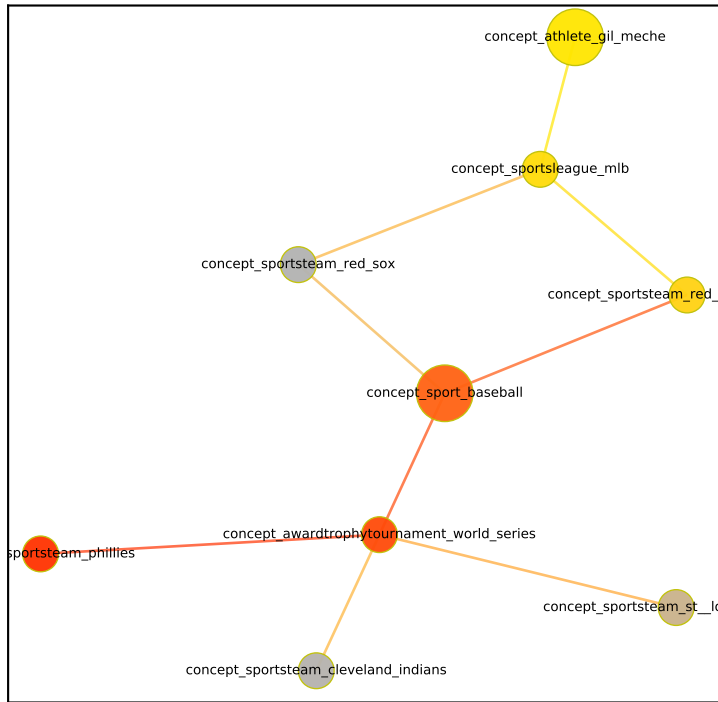 concept_athlete_gil_meche
concept_sportsleague_mlb
concept_sportsteam_red_sox
concept_sportsteam_red_
concept_sport_baseball
concept_awardtrophytournament_world_series
sportsteam_phillies
concept_sportsteam_st__lo
concept_sportsteam_cleveland_indians